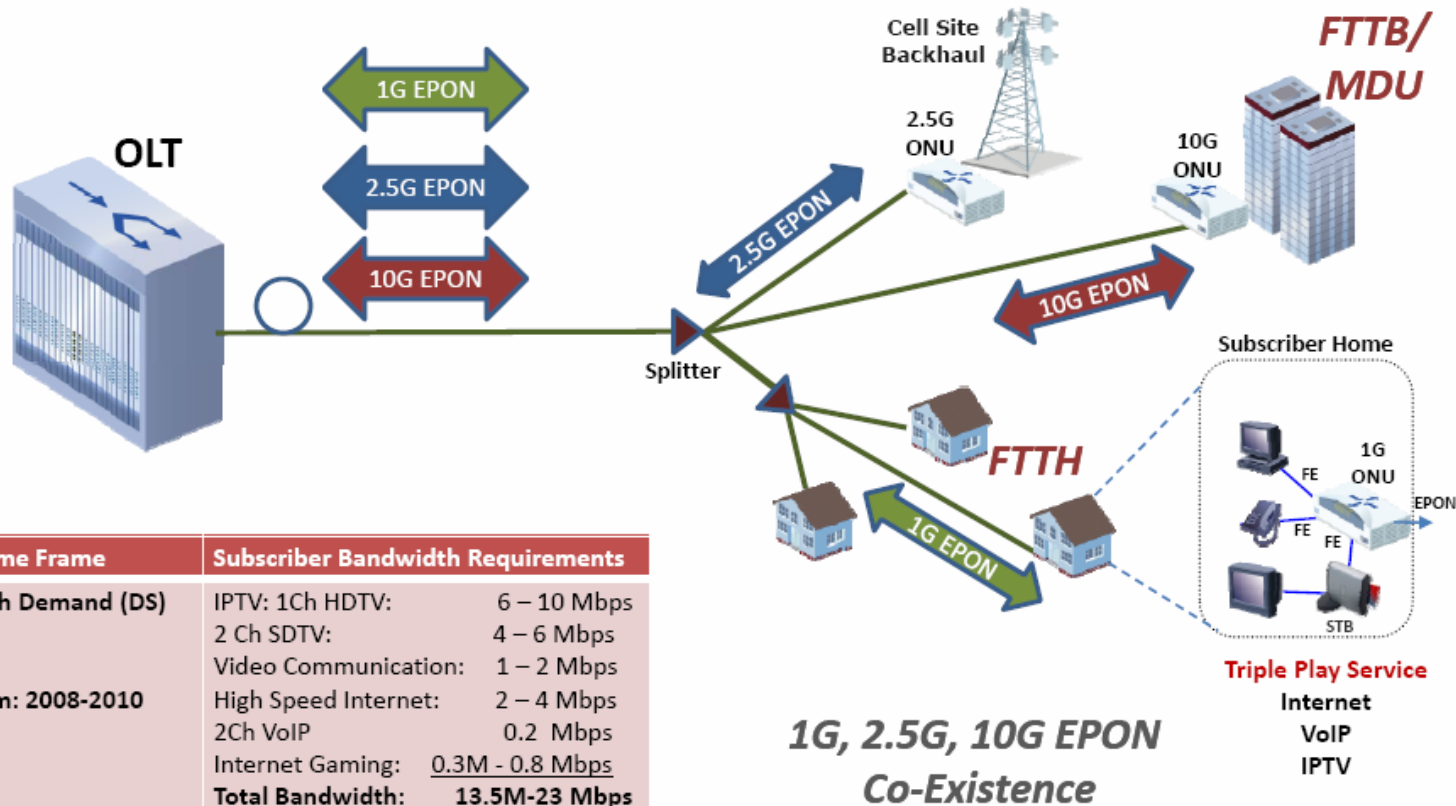 OLT
1G EPON
2.5G EPON
10G EPON
Cell Site
Backhaul
2.5G
ONU
FTTB/
MDU
10G
ONU
2.5G EPON
10G EPON
Splitter
FTTH
1G EPON
Subscriber Home
1G
ONU
FE
FE
FE
EPON
STB
Triple Play Service
Internet
VoIP
IPTV
1G, 2.5G, 10G EPON
Co-Existence
me Frame Subscriber Bandwidth Requirements
h Demand (DS) IPTV: 1Ch HDTV: 6 – 10 Mbps
2 Ch SDTV: 4 – 6 Mbps
Video Communication: 1 – 2 Mbps
m: 2008-2010 High Speed Internet: 2 – 4 Mbps
2Ch VoIP 0.2 Mbps
Internet Gaming: 0.3M - 0.8 Mbps
Total Bandwidth: 13.5M-23 Mbps